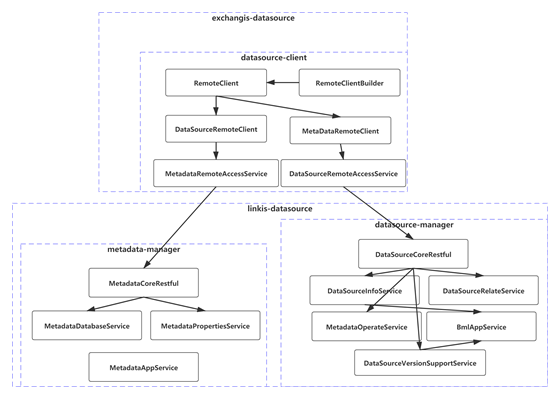 exchangis-datasource
datasource-client
RemoteClient
RemoteClientBuilder
DataSourceRemoteClient
MetaDataRemoteClient
MetadataRemoteAccessService
DataSourceRemoteAccessService
linkis-datasource
datasource-manager
metadata-manager
DataSourceCoreRestful
MetadataCoreRestful
DataSourceInfoService
DataSourceRelateService
MetadataDatabaseService
MetadataPropertiesService
MetadataOperateService
BmlAppService
MetadataAppService
DataSourceVersionSupportService